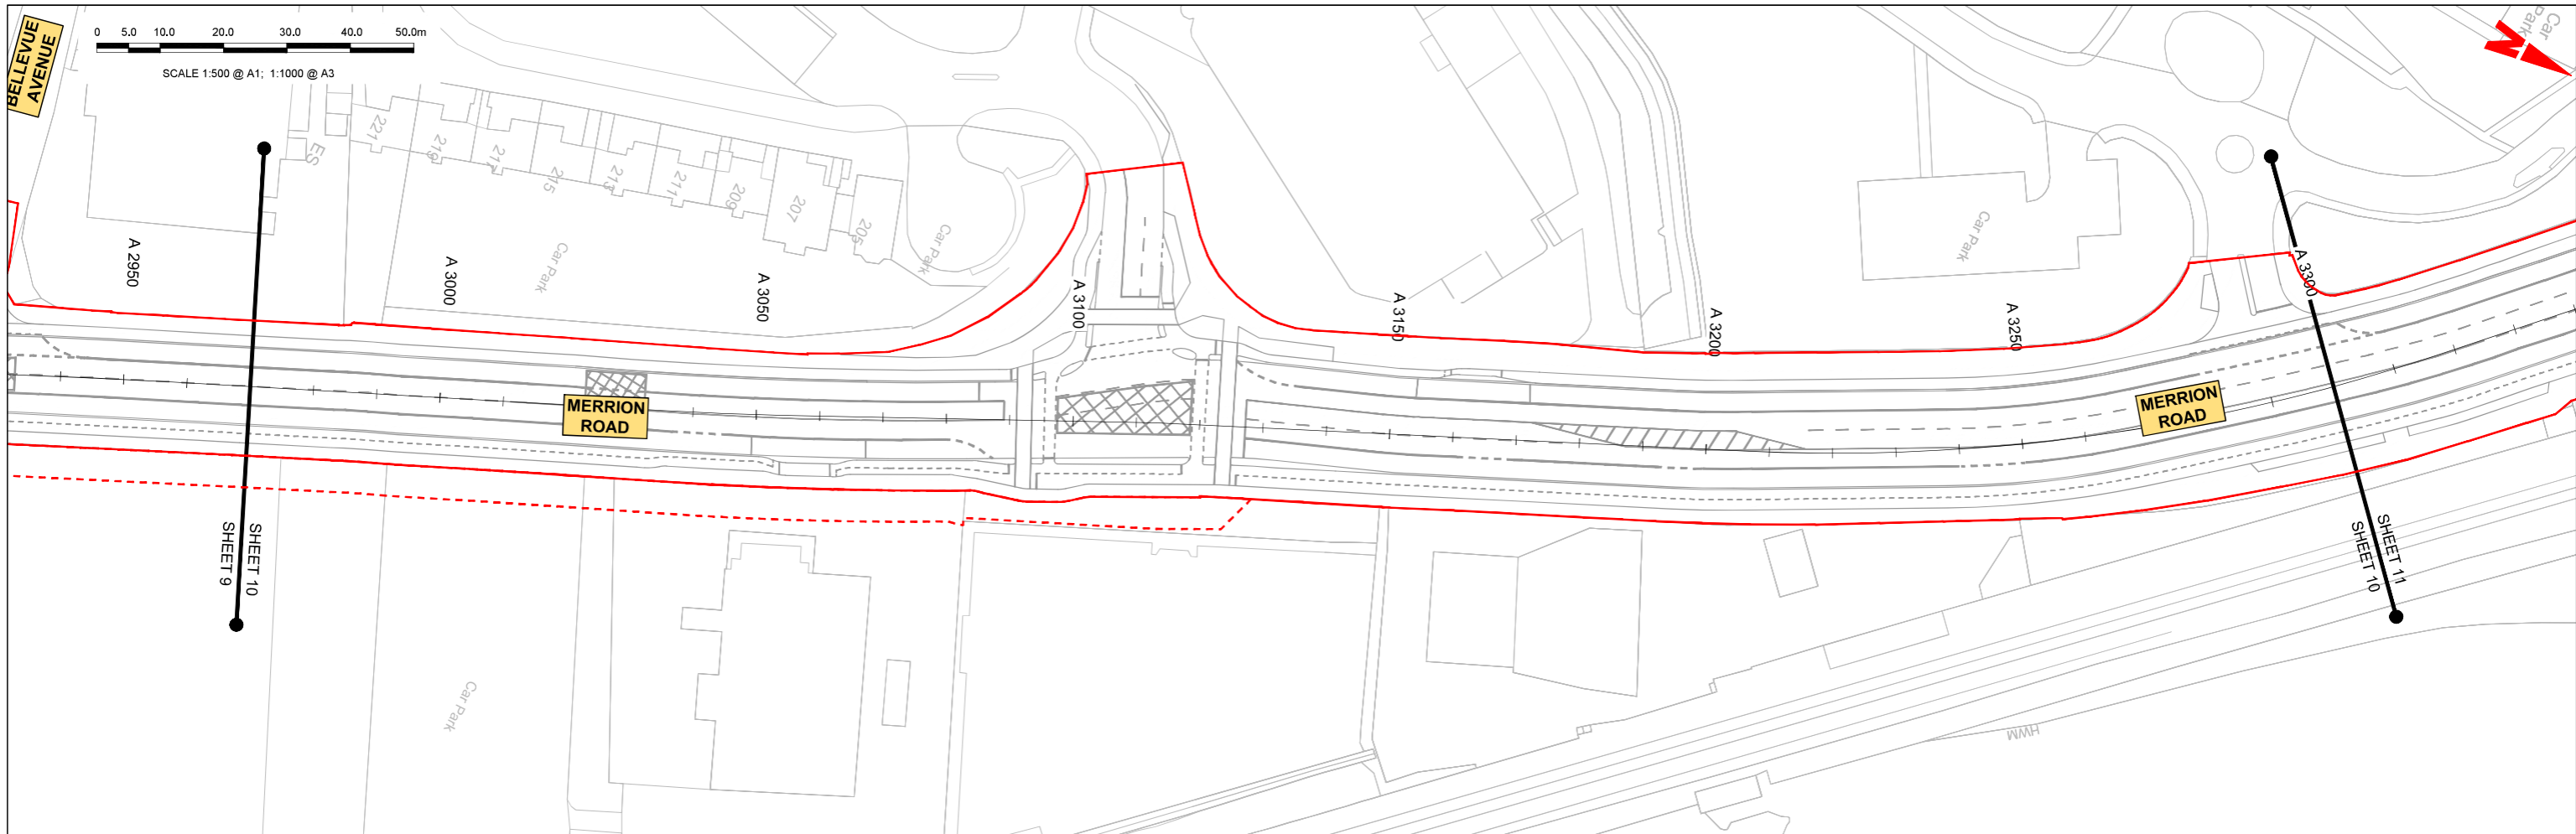 BELLEVUE
AVENUE
0 5.0 10.0 20.0 30.0 40.0 50.0m
SCALE 1:500 @ A1; 1:1000 @ A3
N
Car
Park
ES
221
219
217
215
213
211
209
207
205
Car Park
Car Park
Car Park
A 2950
A 3000
A 3050
A 3100
A 3150
A 3200
A 3250
A 3300
MERRION
ROAD
MERRION
ROAD
SHEET 10
SHEET 9
SHEET 11
SHEET 10
Car Park
HWM